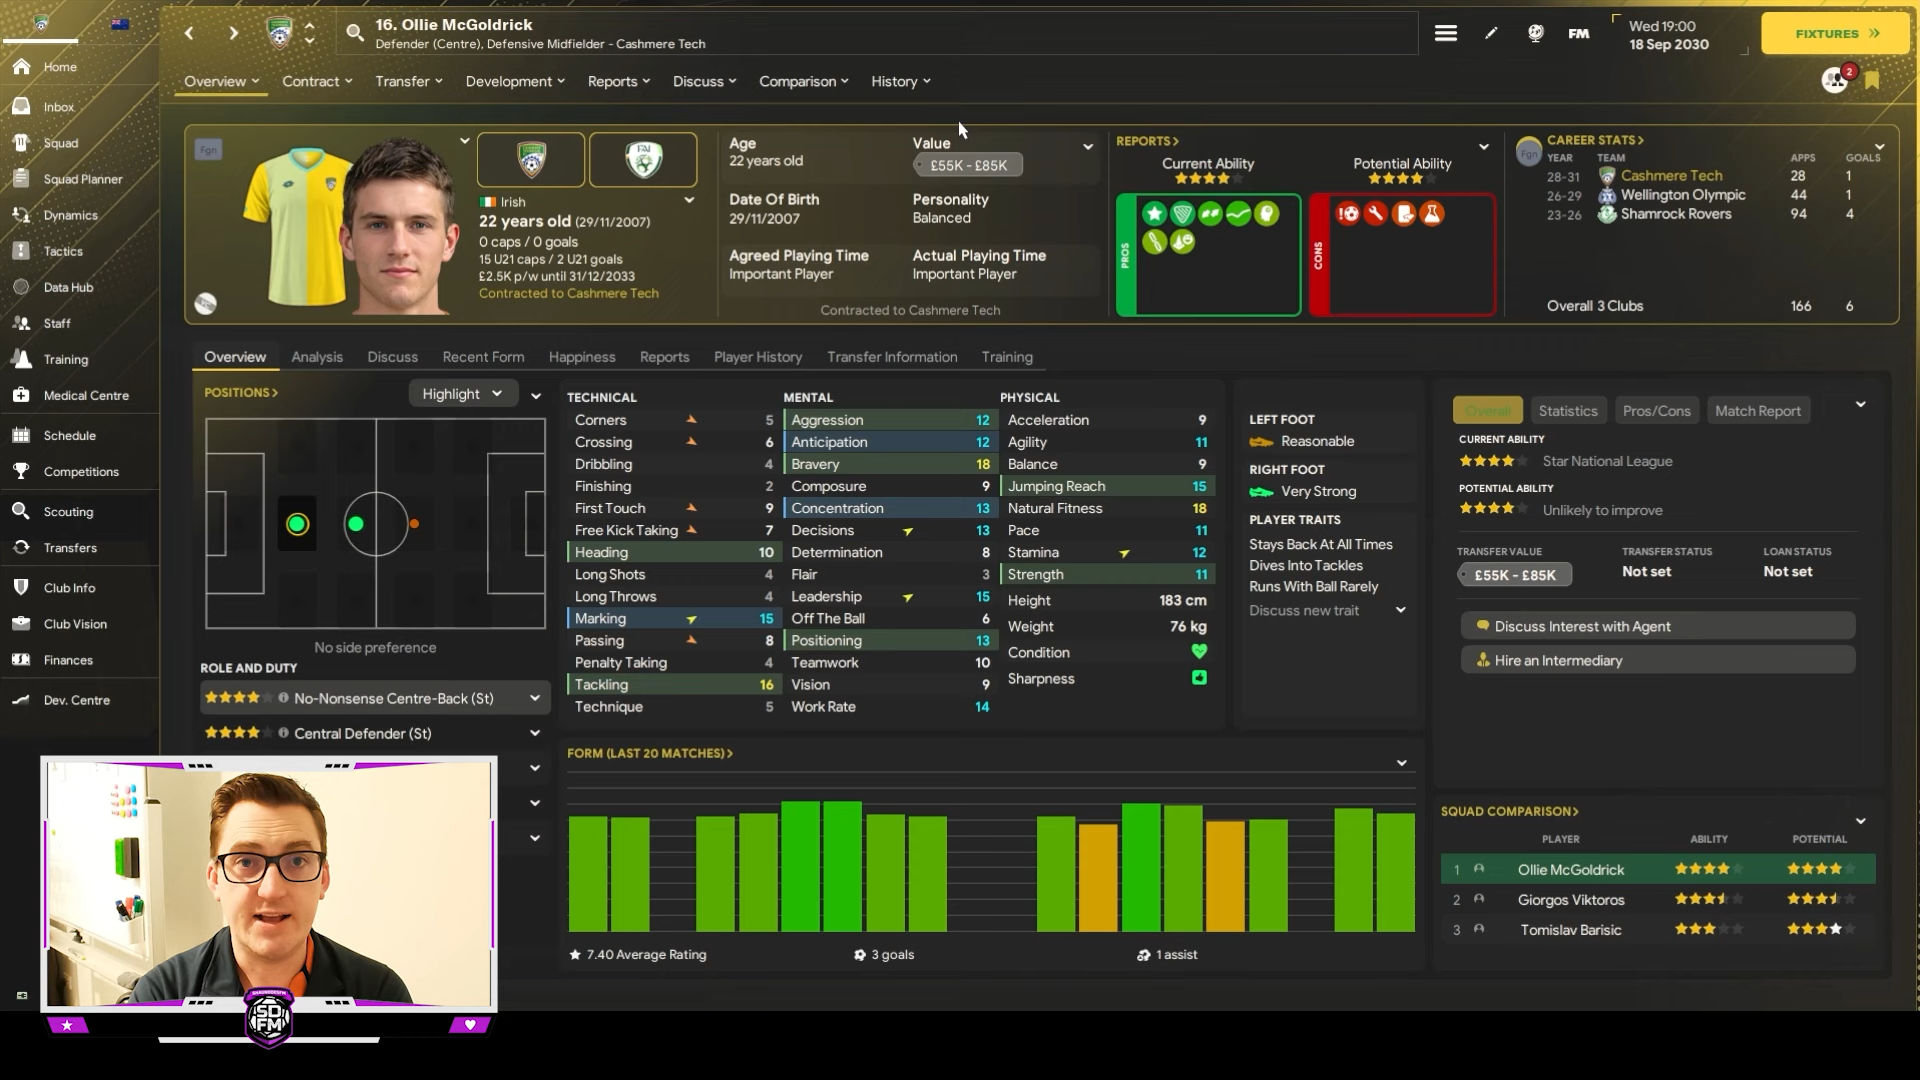 16. Ollie McGoldrick
Defender (Centre), Defensive Midfielder - Cashmere Tech
FM
Wed 19:00
18 Sep 2030
FIXTURES
Overview
Contract
Transfer
Development
Reports
Discuss
Comparison
History
2
Home
Inbox
Squad
Squad Planner
Dynamics
Tactics
Data Hub
Staff
Training
Medical Centre
Schedule
Competitions
Scouting
Transfers
Club Info
Club Vision
Finances
Dev. Centre
Fgn
FAI
Irish
22 years old (29/11/2007)
0 caps / 0 goals
15 U21 caps / 2 U21 goals
£2.5K p/w until 31/12/2033
Contracted to Cashmere Tech
Age
22 years old
Value
£55K - £85K
Date Of Birth
29/11/2007
Personality
Balanced
Agreed Playing Time
Important Player
Actual Playing Time
Important Player
Contracted to Cashmere Tech
REPORTS
Current Ability
Potential Ability
PROS
CONS
Fgn
CAREER STATS
YEAR TEAM APPS GOALS
28-31 Cashmere Tech 28 1
26-29 Wellington Olympic 44 1
23-26 Shamrock Rovers 94 4
Overall 3 Clubs 166 6
Overview
Analysis
Discuss
Recent Form
Happiness
Reports
Player History
Transfer Information
Training
POSITIONS
Highlight
No side preference
ROLE AND DUTY
No-Nonsense Centre-Back (St)
Central Defender (St)
TECHNICAL
Corners 5
Crossing 6
Dribbling 4
Finishing 2
First Touch 9
Free Kick Taking 7
Heading 10
Long Shots 4
Long Throws 4
Marking 15
Passing 8
Penalty Taking 4
Tackling 16
Technique 5
MENTAL
Aggression 12
Anticipation 12
Bravery 18
Composure 9
Concentration 13
Decisions 13
Determination 8
Flair 3
Leadership 15
Off The Ball 6
Positioning 13
Teamwork 10
Vision 9
Work Rate 14
PHYSICAL
Acceleration 9
Agility 11
Balance 9
Jumping Reach 15
Natural Fitness 18
Pace 11
Stamina 12
Strength 11
Height 183 cm
Weight 76 kg
Condition
Sharpness
LEFT FOOT
Reasonable
RIGHT FOOT
Very Strong
PLAYER TRAITS
Stays Back At All Times
Dives Into Tackles
Runs With Ball Rarely
Discuss new trait
Overall
Statistics
Pros/Cons
Match Report
CURRENT ABILITY
Star National League
POTENTIAL ABILITY
Unlikely to improve
TRANSFER VALUE
£55K - £85K
TRANSFER STATUS
Not set
LOAN STATUS
Not set
Discuss Interest with Agent
Hire an Intermediary
FORM (LAST 20 MATCHES)
7.40 Average Rating
3 goals
1 assist
SQUAD COMPARISON
PLAYER ABILITY POTENTIAL
1 Ollie McGoldrick
2 Giorgos Viktoros
3 Tomislav Barisic
SD
FM